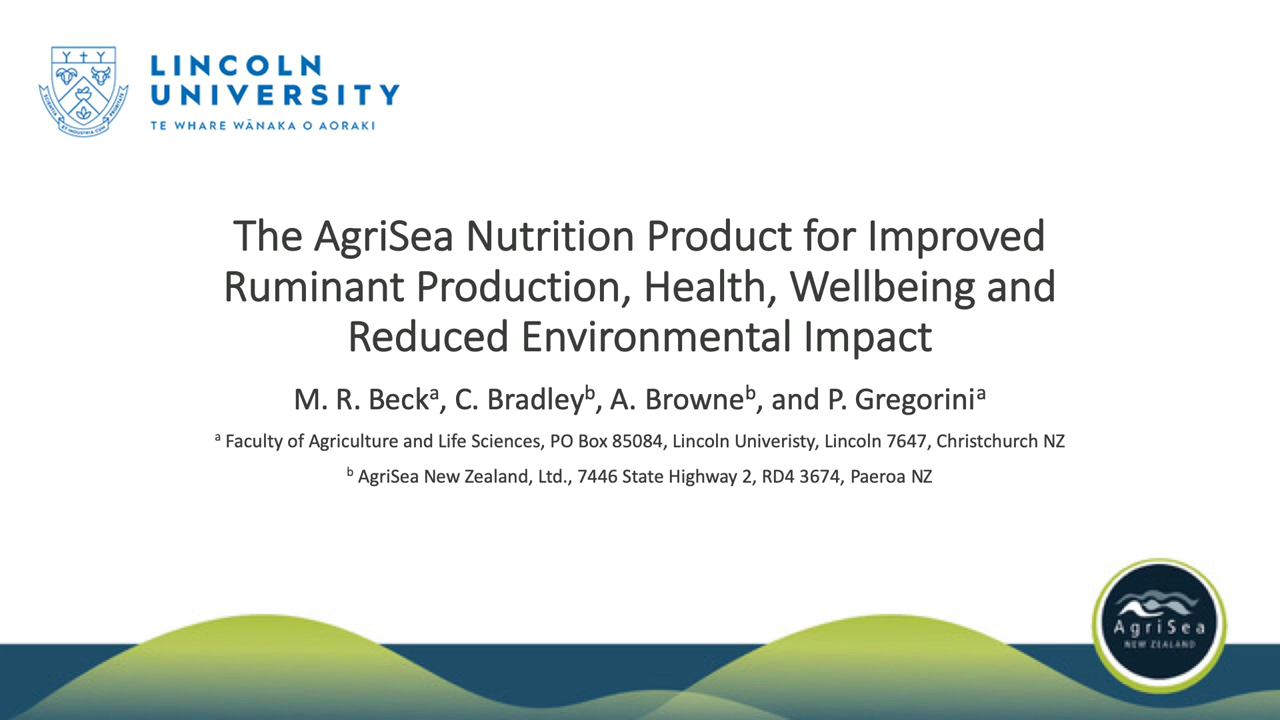 LINCOLN
UNIVERSITY
TE WHARE WĀNAKA O AORAKI
The AgriSea Nutrition Product for Improved
Ruminant Production, Health, Wellbeing and
Reduced Environmental Impact
M. R. Beckᵃ, C. Bradleyᵇ, A. Browneᵇ, and P. Gregoriniᵃ
ᵃ Faculty of Agriculture and Life Sciences, PO Box 85084, Lincoln Univeristy, Lincoln 7647, Christchurch NZ
ᵇ AgriSea New Zealand, Ltd., 7446 State Highway 2, RD4 3674, Paeroa NZ
AgriSea
NEW ZEALAND